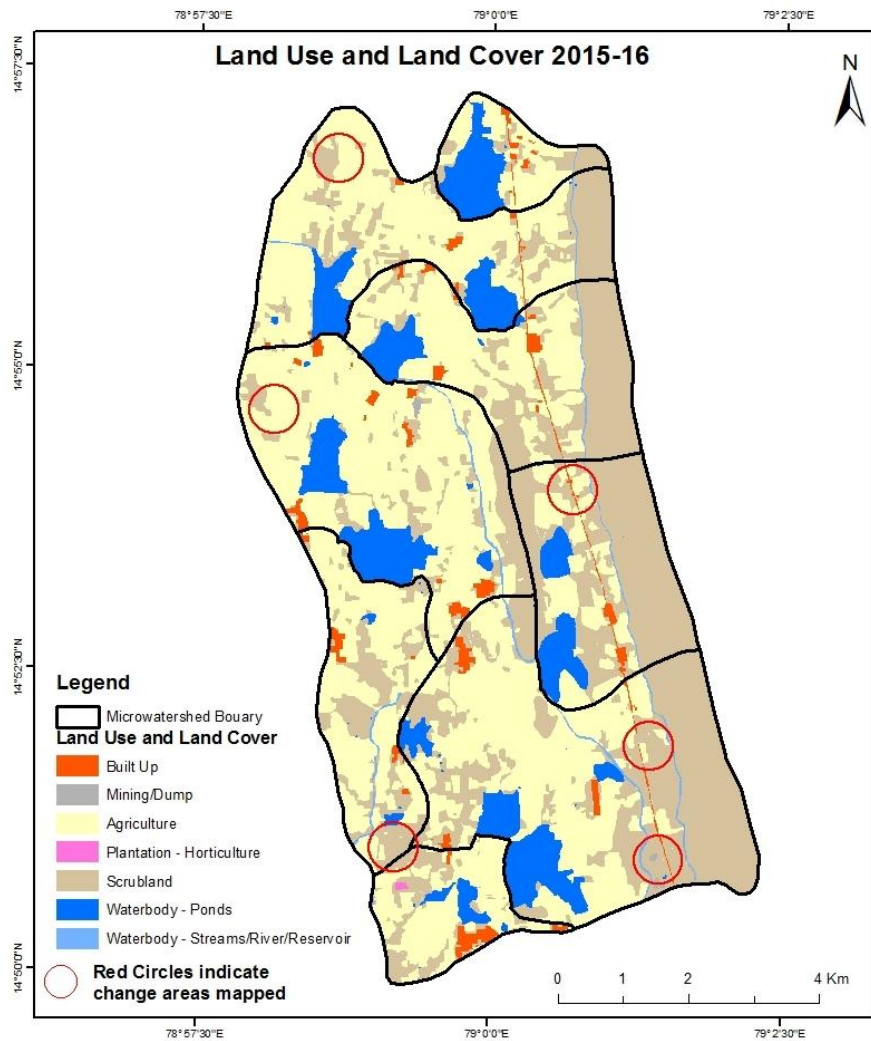 78°57'30"E 79°0'0"E 79°2'30"E
Land Use and Land Cover 2015-16
N
14°57'30"N
14°55'0"N
14°52'30"N
14°50'0"N
Legend
Microwatershed Bouary
Land Use and Land Cover
Built Up
Mining/Dump
Agriculture
Plantation - Horticulture
Scrubland
Waterbody - Ponds
Waterbody - Streams/River/Reservoir
Red Circles indicate
change areas mapped
0 1 2 4 Km
78°57'30"E 79°0'0"E 79°2'30"E